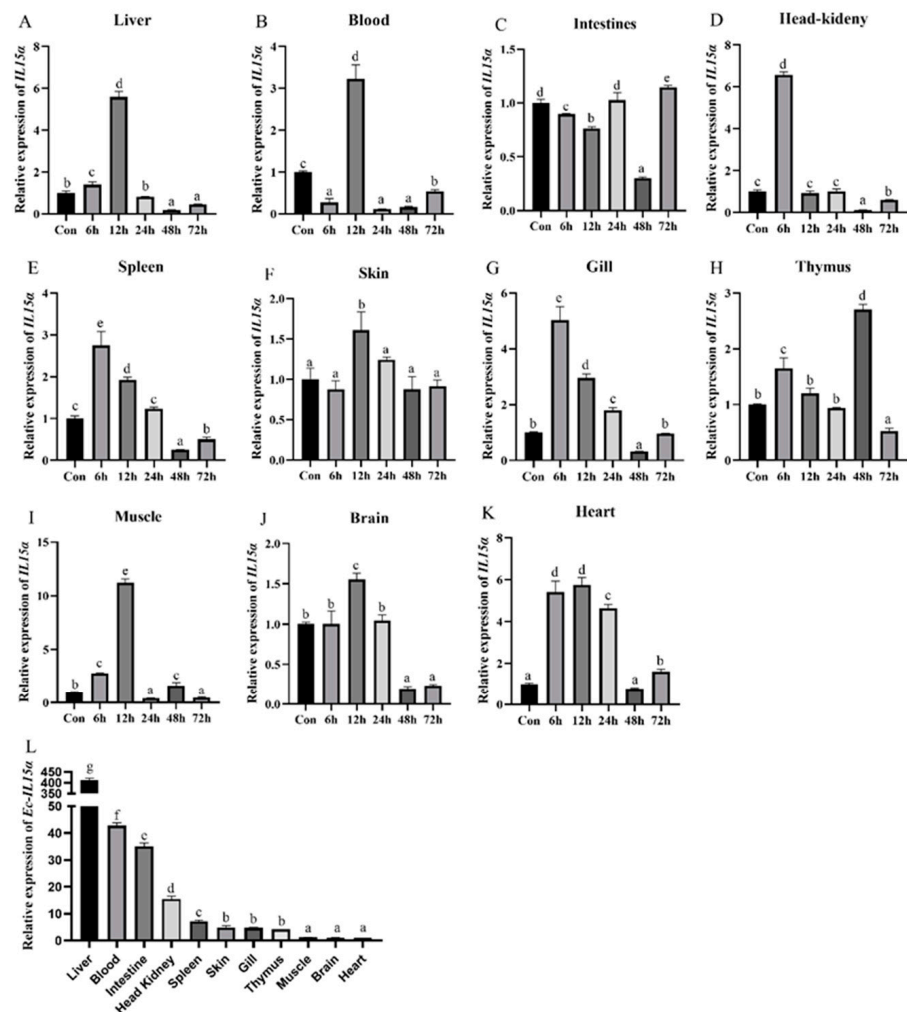 A
Liver
Relative expression of IL15α
8
6
4
2
0
b c d b a a
Con 6h 12h 24h 48h 72h
B
Blood
Relative expression of IL15α
4
3
2
1
0
c a d a a b
Con 6h 12h 24h 48h 72h
C
Intestines
Relative expression of IL15α
1.5
1.0
0.5
0.0
d c b d a e
Con 6h 12h 24h 48h 72h
D
Head-kideny
Relative expression of IL15α
8
6
4
2
0
c d c c a b
Con 6h 12h 24h 48h 72h
E
Spleen
Relative expression of IL15α
4
3
2
1
0
c e d c a b
Con 6h 12h 24h 48h 72h
F
Skin
Relative expression of IL15α
2.0
1.5
1.0
0.5
0.0
a a b a a a
Con 6h 12h 24h 48h 72h
G
Gill
Relative expression of IL15α
6
4
2
0
b e d c a b
Con 6h 12h 24h 48h 72h
H
Thymus
Relative expression of IL15α
3
2
1
0
b c b b d a
Con 6h 12h 24h 48h 72h
I
Muscle
Relative expression of IL15α
15
10
5
0
b c e a c a
Con 6h 12h 24h 48h 72h
J
Brain
Relative expression of IL15α
2.0
1.5
1.0
0.5
0.0
b b c b a a
Con 6h 12h 24h 48h 72h
K
Heart
Relative expression of IL15α
8
6
4
2
0
a d d c a b
Con 6h 12h 24h 48h 72h
L
Relative expression of Ec-IL15α
450
400
350
50
40
30
20
10
0
g f e d c b b b a a a
Liver Blood Intestine Head Kidney Spleen Skin Gill Thymus Muscle Brain Heart